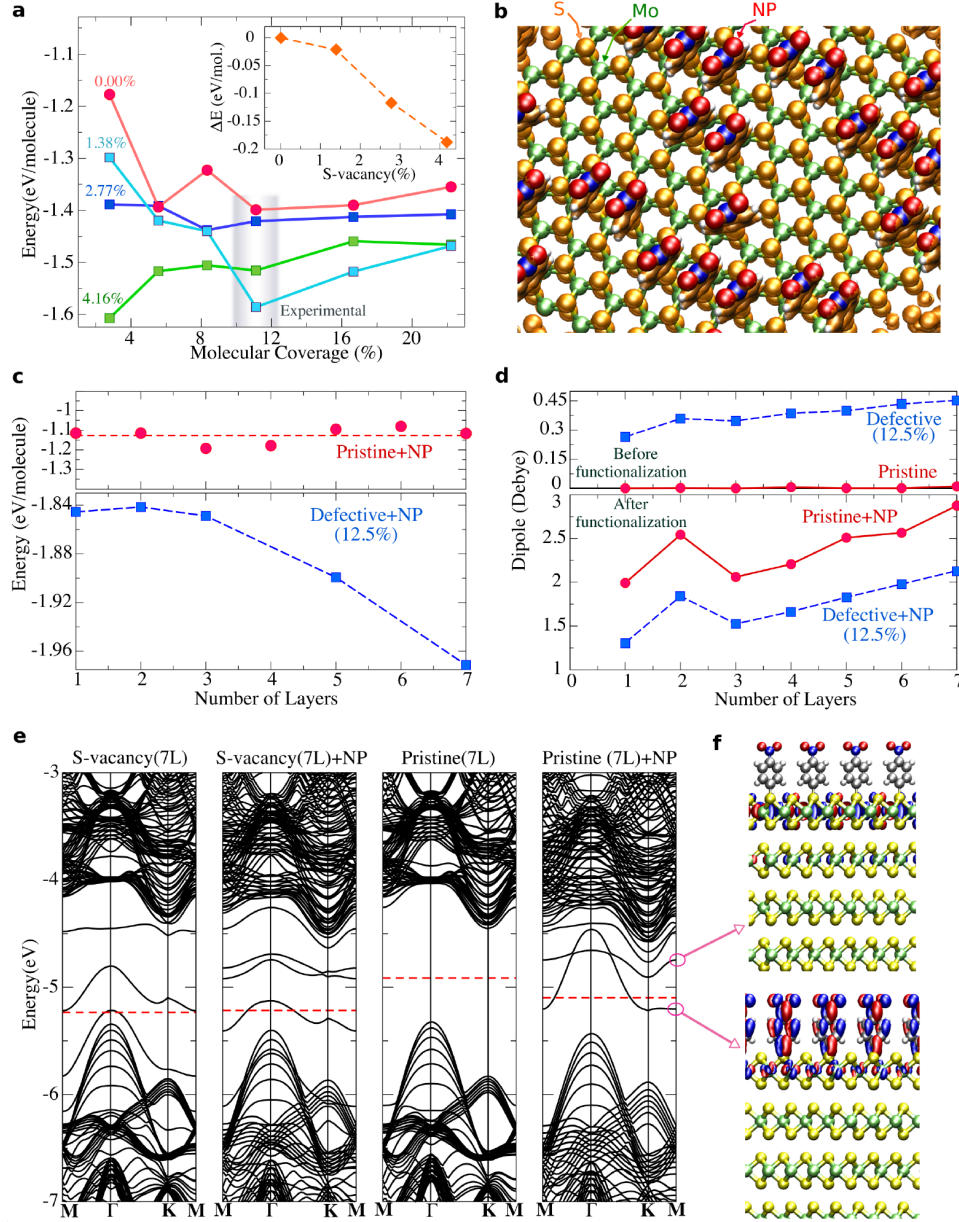 a
Energy(eV/molecule)
-1.1
-1.2
-1.3
-1.4
-1.5
-1.6
0.00%
1.38%
2.77%
4.16%
Experimental
4 8 12 16 20
Molecular Coverage (%)
ΔE (eV/mol.)
0
-0.05
-0.1
-0.15
-0.2
0 1 2 3 4
S-vacancy(%)
b
S Mo NP
c
Energy (eV/molecule)
-1
-1.1
-1.2
-1.3
Pristine+NP
-1.84
-1.88
-1.92
-1.96
Defective+NP
(12.5%)
1 2 3 4 5 6 7
Number of Layers
d
Dipole (Debye)
0.45
0.3
0.15
0
Defective
(12.5%)
Before
functionalization
Pristine
3
2.5
2
1.5
1
After
functionalization
Pristine+NP
Defective+NP
(12.5%)
0 1 2 3 4 5 6 7
Number of Layers
e
S-vacancy(7L) S-vacancy(7L)+NP Pristine(7L) Pristine (7L)+NP
Energy(eV)
-3
-4
-5
-6
-7
M Γ K M M Γ K M M Γ K M M Γ K M
f